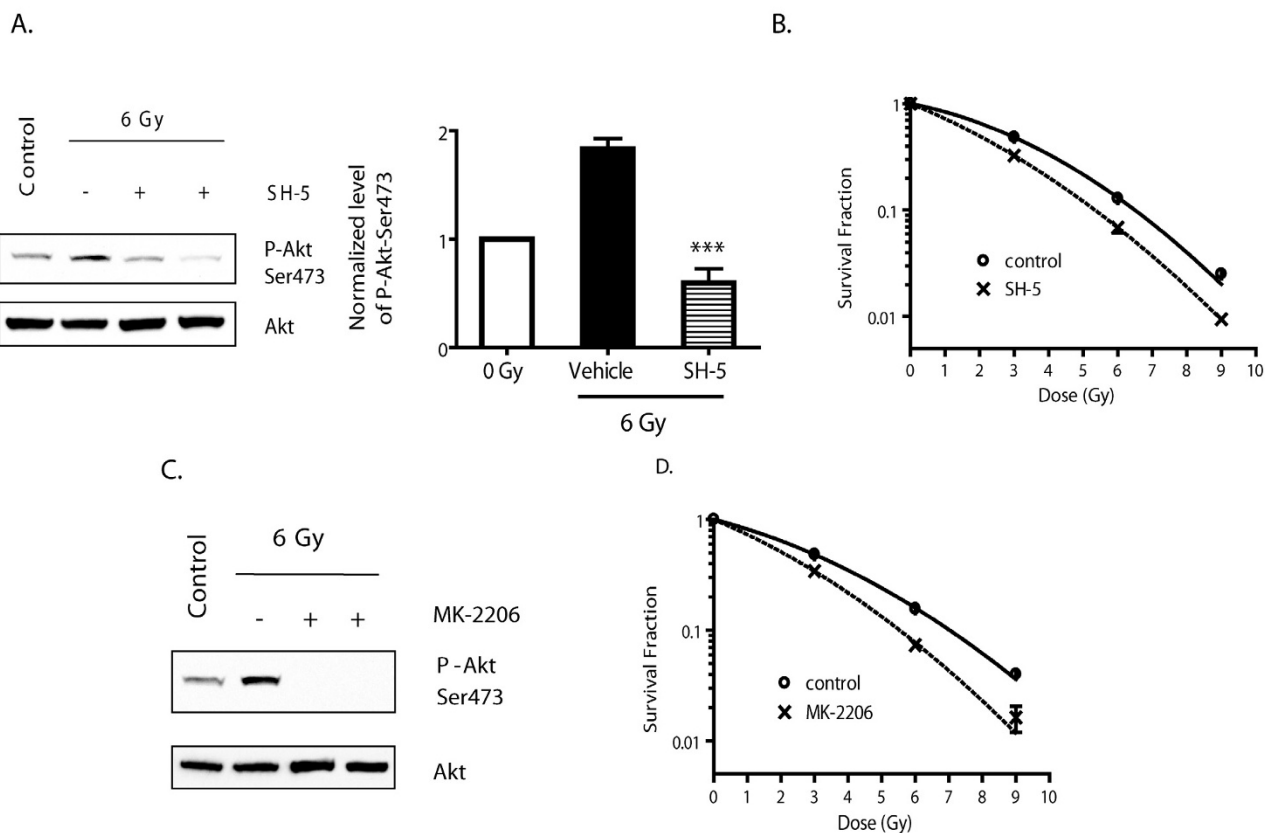 A.
Control
6 Gy
- + + SH-5
P-Akt
Ser473
Akt
Normalized level
of P-Akt-Ser473
2
1
0
***
0 Gy Vehicle SH-5
6 Gy
B.
Survival Fraction
1
0.1
0.01
control
SH-5
0 1 2 3 4 5 6 7 8 9 10
Dose (Gy)
C.
Control
6 Gy
- + + MK-2206
P-Akt
Ser473
Akt
D.
Survival Fraction
1
0.1
0.01
control
MK-2206
0 1 2 3 4 5 6 7 8 9 10
Dose (Gy)